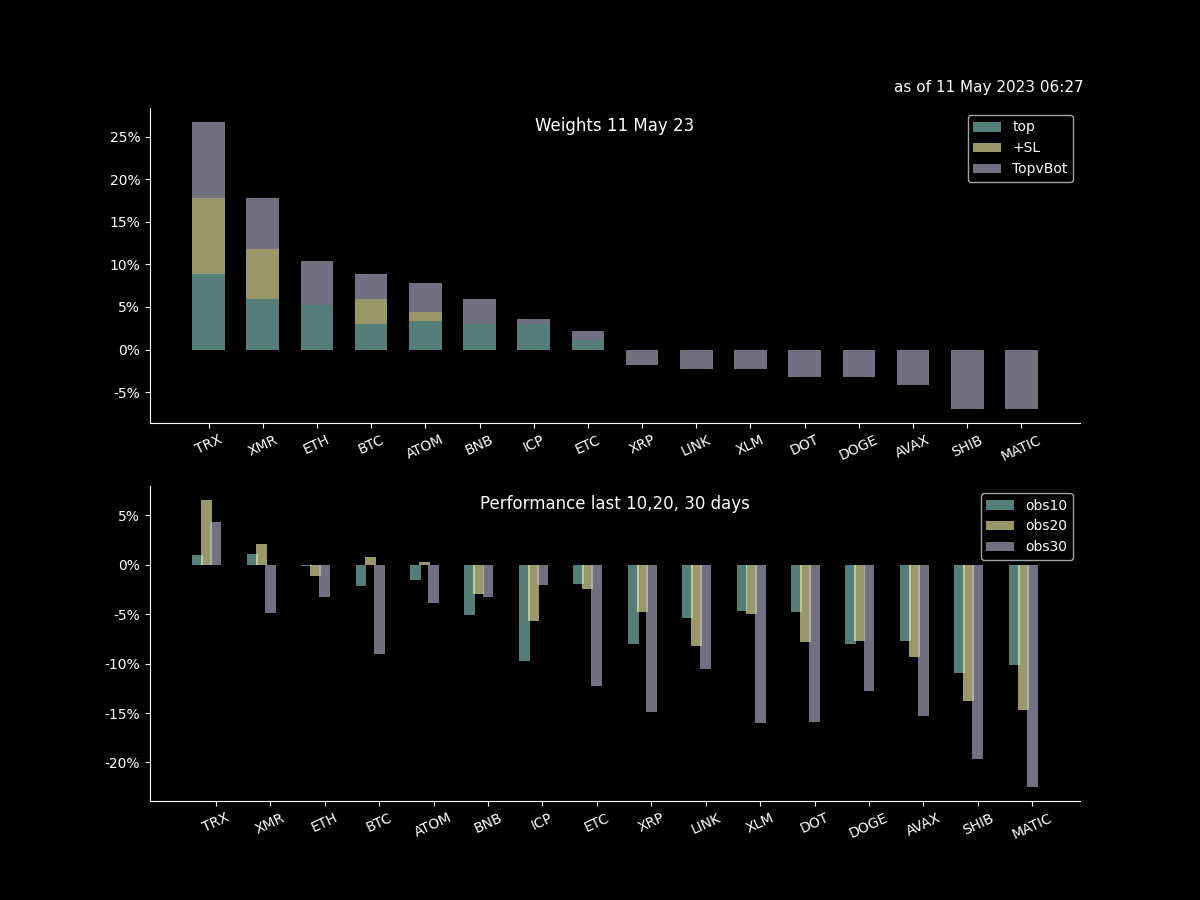 as of 11 May 2023 06:27
Weights 11 May 23
top
+SL
TopvBot
25%
20%
15%
10%
5%
0%
-5%
TRX XMR ETH BTC ATOM BNB ICP ETC XRP LINK XLM DOT DOGE AVAX SHIB MATIC
Performance last 10,20, 30 days
obs10
obs20
obs30
5%
0%
-5%
-10%
-15%
-20%
TRX XMR ETH BTC ATOM BNB ICP ETC XRP LINK XLM DOT DOGE AVAX SHIB MATIC